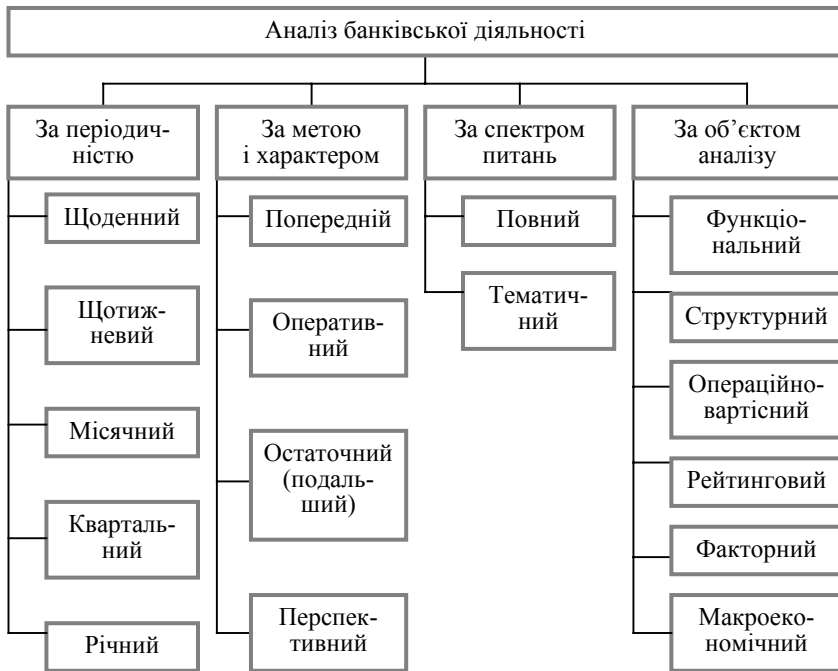 Аналіз банківської діяльності
За періодич-
ністю
Щоденний
Щотиж-
невий
Місячний
Кварталь-
ний
Річний
За метою
і характером
Попередній
Оператив-
ний
Остаточний
(подаль-
ший)
Перспек-
тивний
За спектром
питань
Повний
Тематич-
ний
За об’єктом
аналізу
Функціо-
нальний
Структурний
Операційно-
вартісний
Рейтинговий
Факторний
Макроеко-
номічний